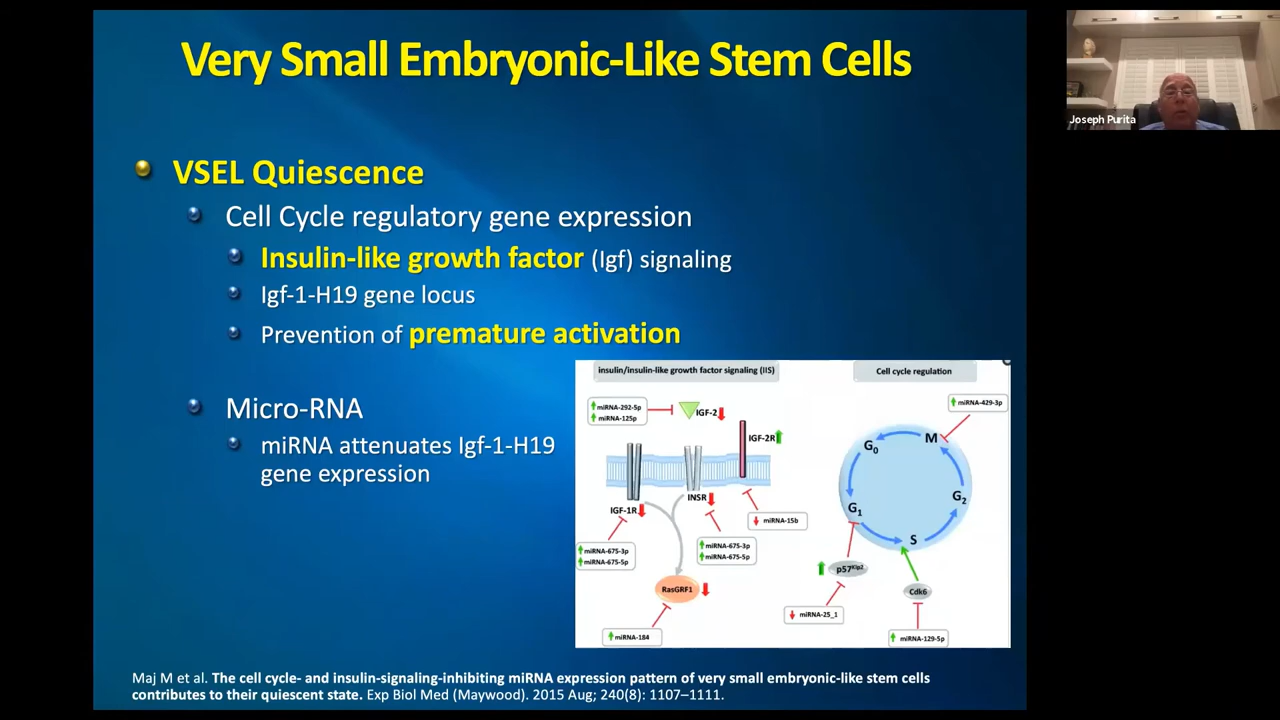 Very Small Embryonic-Like Stem Cells
VSEL Quiescence
Cell Cycle regulatory gene expression
Insulin-like growth factor (Igf) signaling
Igf-1-H19 gene locus
Prevention of premature activation
Micro-RNA
miRNA attenuates Igf-1-H19
gene expression
insulin/insulin-like growth factor signaling (IIS)
miRNA-292-5p
miRNA-125p
IGF-2
IGF-2R
IGF-1R
INSR
miRNA-15b
miRNA-675-3p
miRNA-675-5p
miRNA-675-3p
miRNA-675-5p
RasGRF1
miRNA-184
Cell cycle regulation
miRNA-429-3p
G0
M
G1
G2
S
p57Kip2
Cdk6
miRNA-25_1
miRNA-129-5p
Maj M et al. The cell cycle- and insulin-signaling-inhibiting miRNA expression pattern of very small embryonic-like stem cells
contributes to their quiescent state. Exp Biol Med (Maywood). 2015 Aug; 240(8): 1107–1111.
Joseph Purita